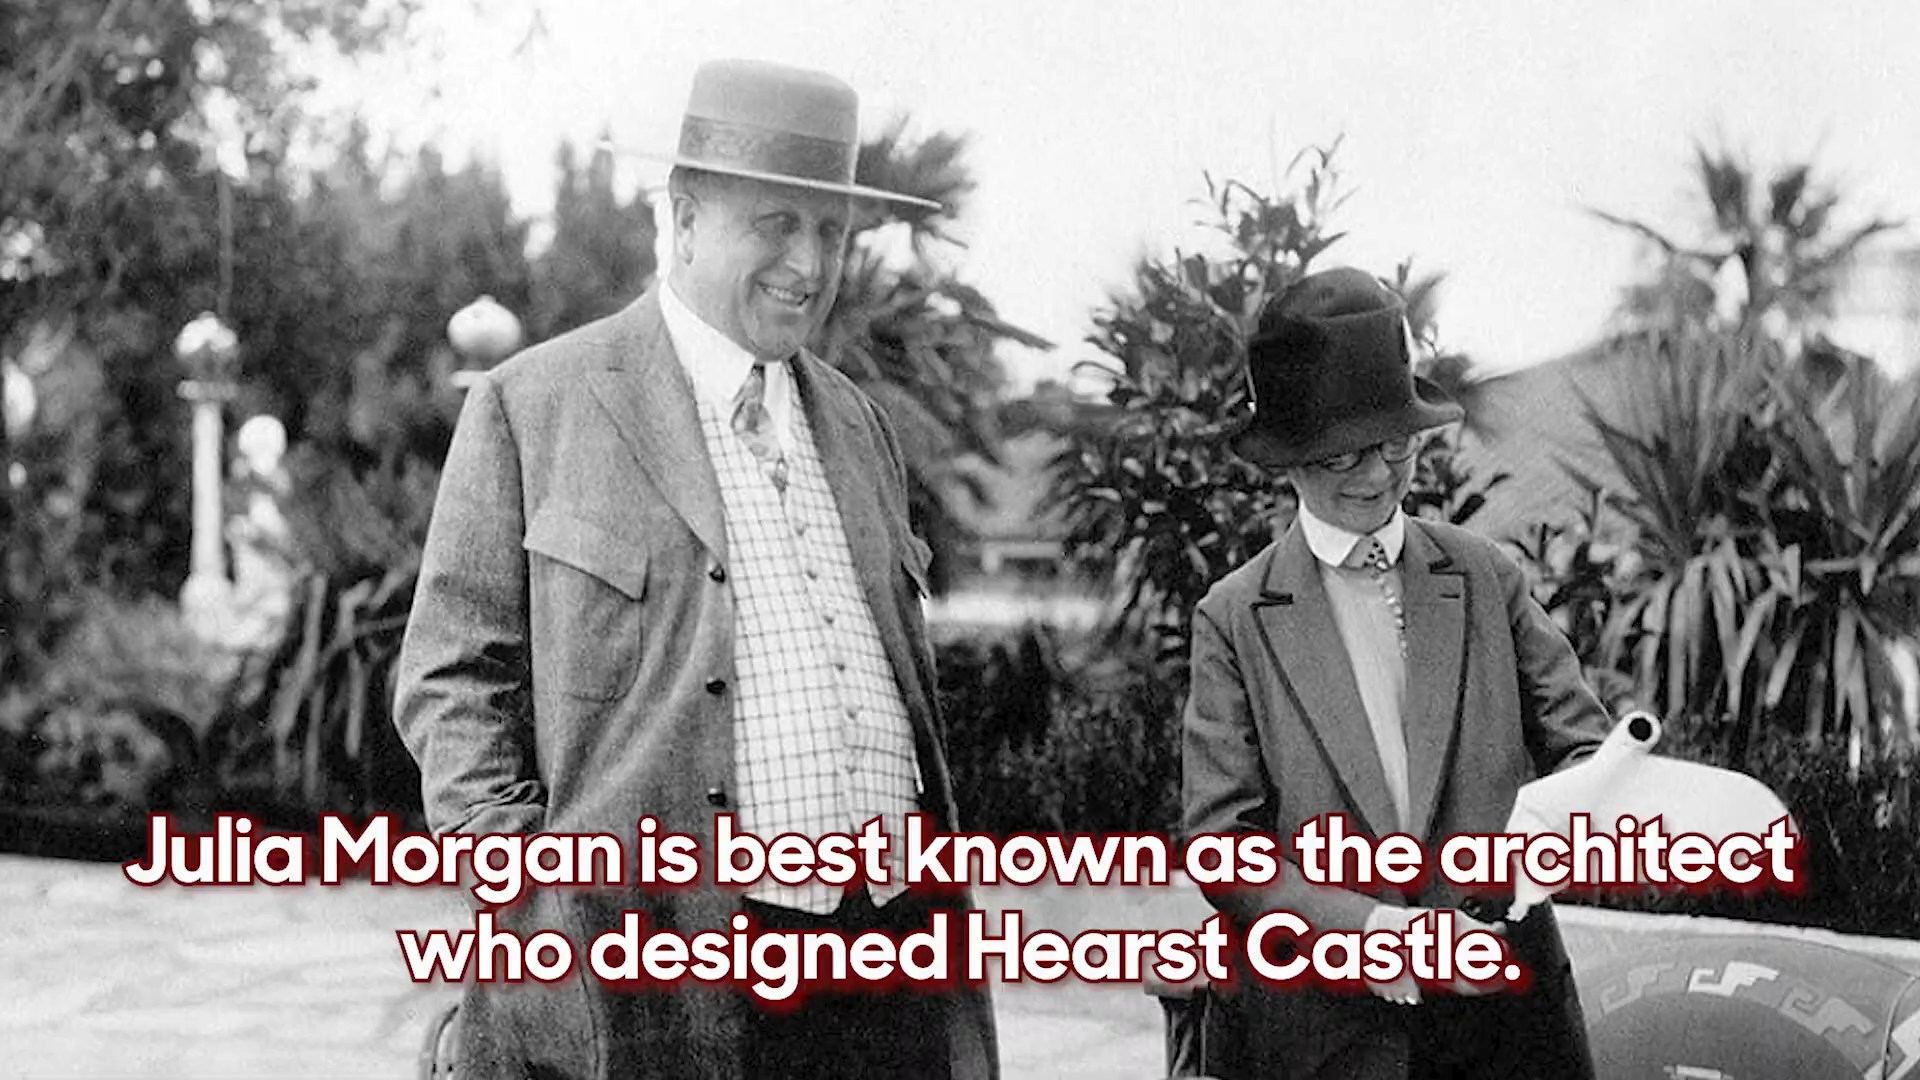 Julia Morgan is best known as the architect
who designed Hearst Castle.